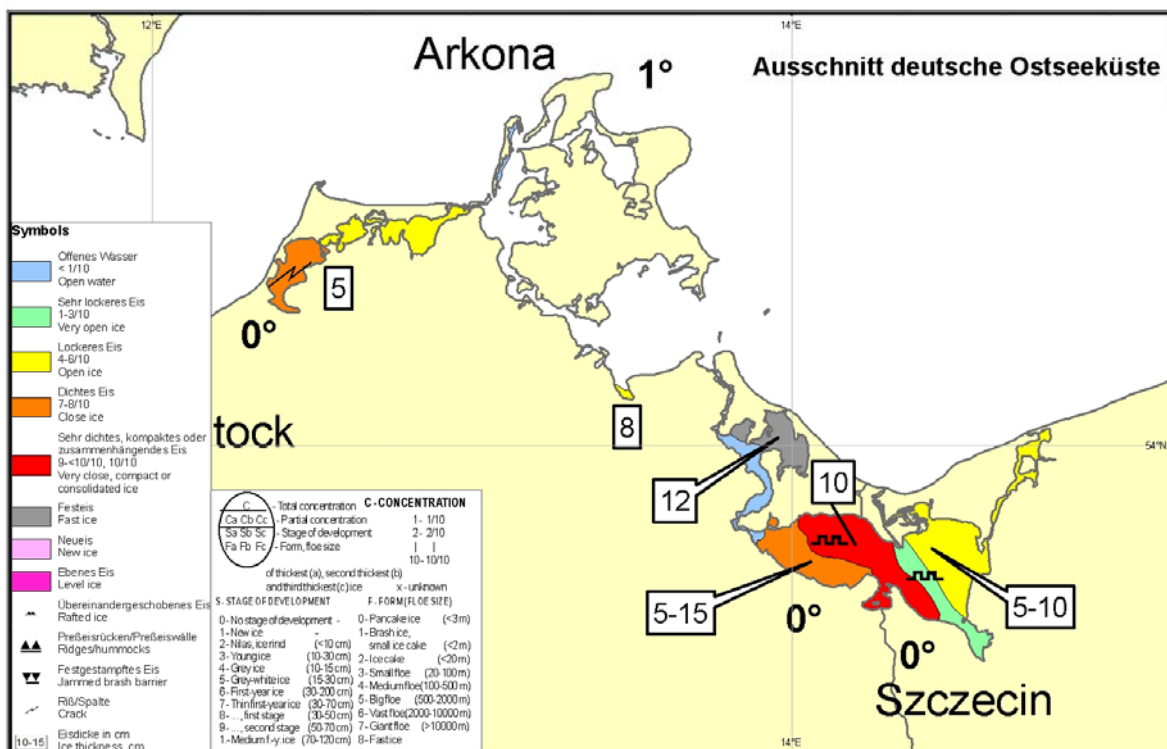 12°E
14°E
Arkona
1°
Ausschnitt deutsche Ostseeküste
Symbols
Offenes Wasser
< 1/10
Open water
Sehr lockeres Eis
1-3/10
Very open ice
Lockeres Eis
4-6/10
Open ice
Dichtes Eis
7-8/10
Close ice
Sehr dichtes, kompaktes oder
zusammenhängendes Eis
9-<10/10, 10/10
Very close, compact or
consolidated ice
Festeis
Fast ice
Neueis
New ice
Ebenes Eis
Level ice
Übereinandergeschobenes Eis
Rafted ice
Preßeisrücken/Preßeiswälle
Ridges/hummocks
Festgestampftes Eis
Jammed brash barrier
Riß/Spalte
Crack
10-15
Eisdicke in cm
Ice thickness, cm
5
0°
tock
8
54°N
12
10
5-15
5-10
0°
0°
Szczecin
14°E
C
Ca Cb Cc
Sa Sb Sc
Fa Fb Fc
- Total concentration
- Partial concentration
- Stage of development
- Form, floe size
C - CONCENTRATION
1 - 1/10
2 - 2/10
| |
10 - 10/10
of thickest (a), second thickest (b)
and third thickest (c) ice
x - unknown
S - STAGE OF DEVELOPMENT
0 - No stage of development -
1 - New ice -
2 - Nilas, ice rind (<10 cm)
3 - Young ice (10-30 cm)
4 - Grey ice (10-15 cm)
5 - Grey-white ice (15-30 cm)
6 - First-year ice (30-200 cm)
7 - Thin first-year ice (30-70 cm)
8 - ..., first stage (30-50 cm)
9 - ..., second stage (50-70 cm)
1 - Medium f.-y. ice (70-120 cm)
F - FORM (FLOE SIZE)
0 - Pancake ice (<3 m)
1 - Brash ice,
small ice cake (<2 m)
2 - Ice cake (<20 m)
3 - Small floe (20-100 m)
4 - Medium floe (100-500 m)
5 - Big floe (500-2000 m)
6 - Vast floe (2000-10000 m)
7 - Giant floe (>10000 m)
8 - Fast ice